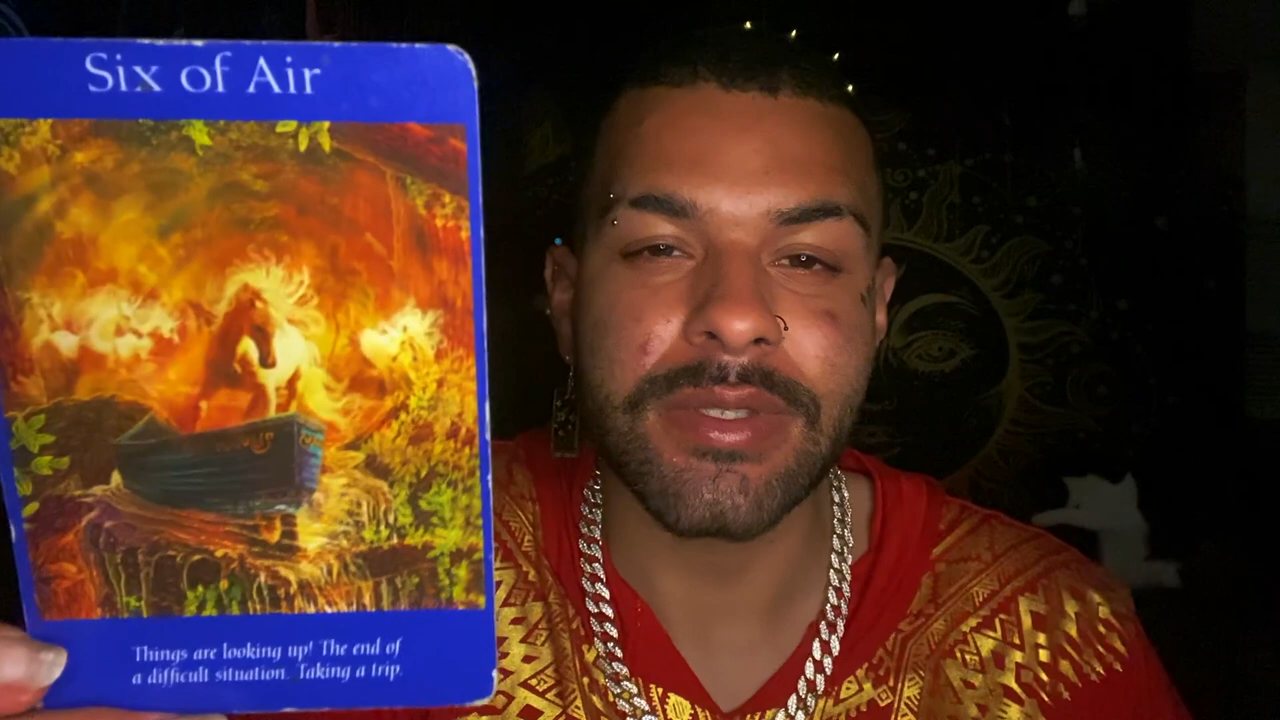 Six of Air
Things are looking up! The end of
a difficult situation. Taking a trip.